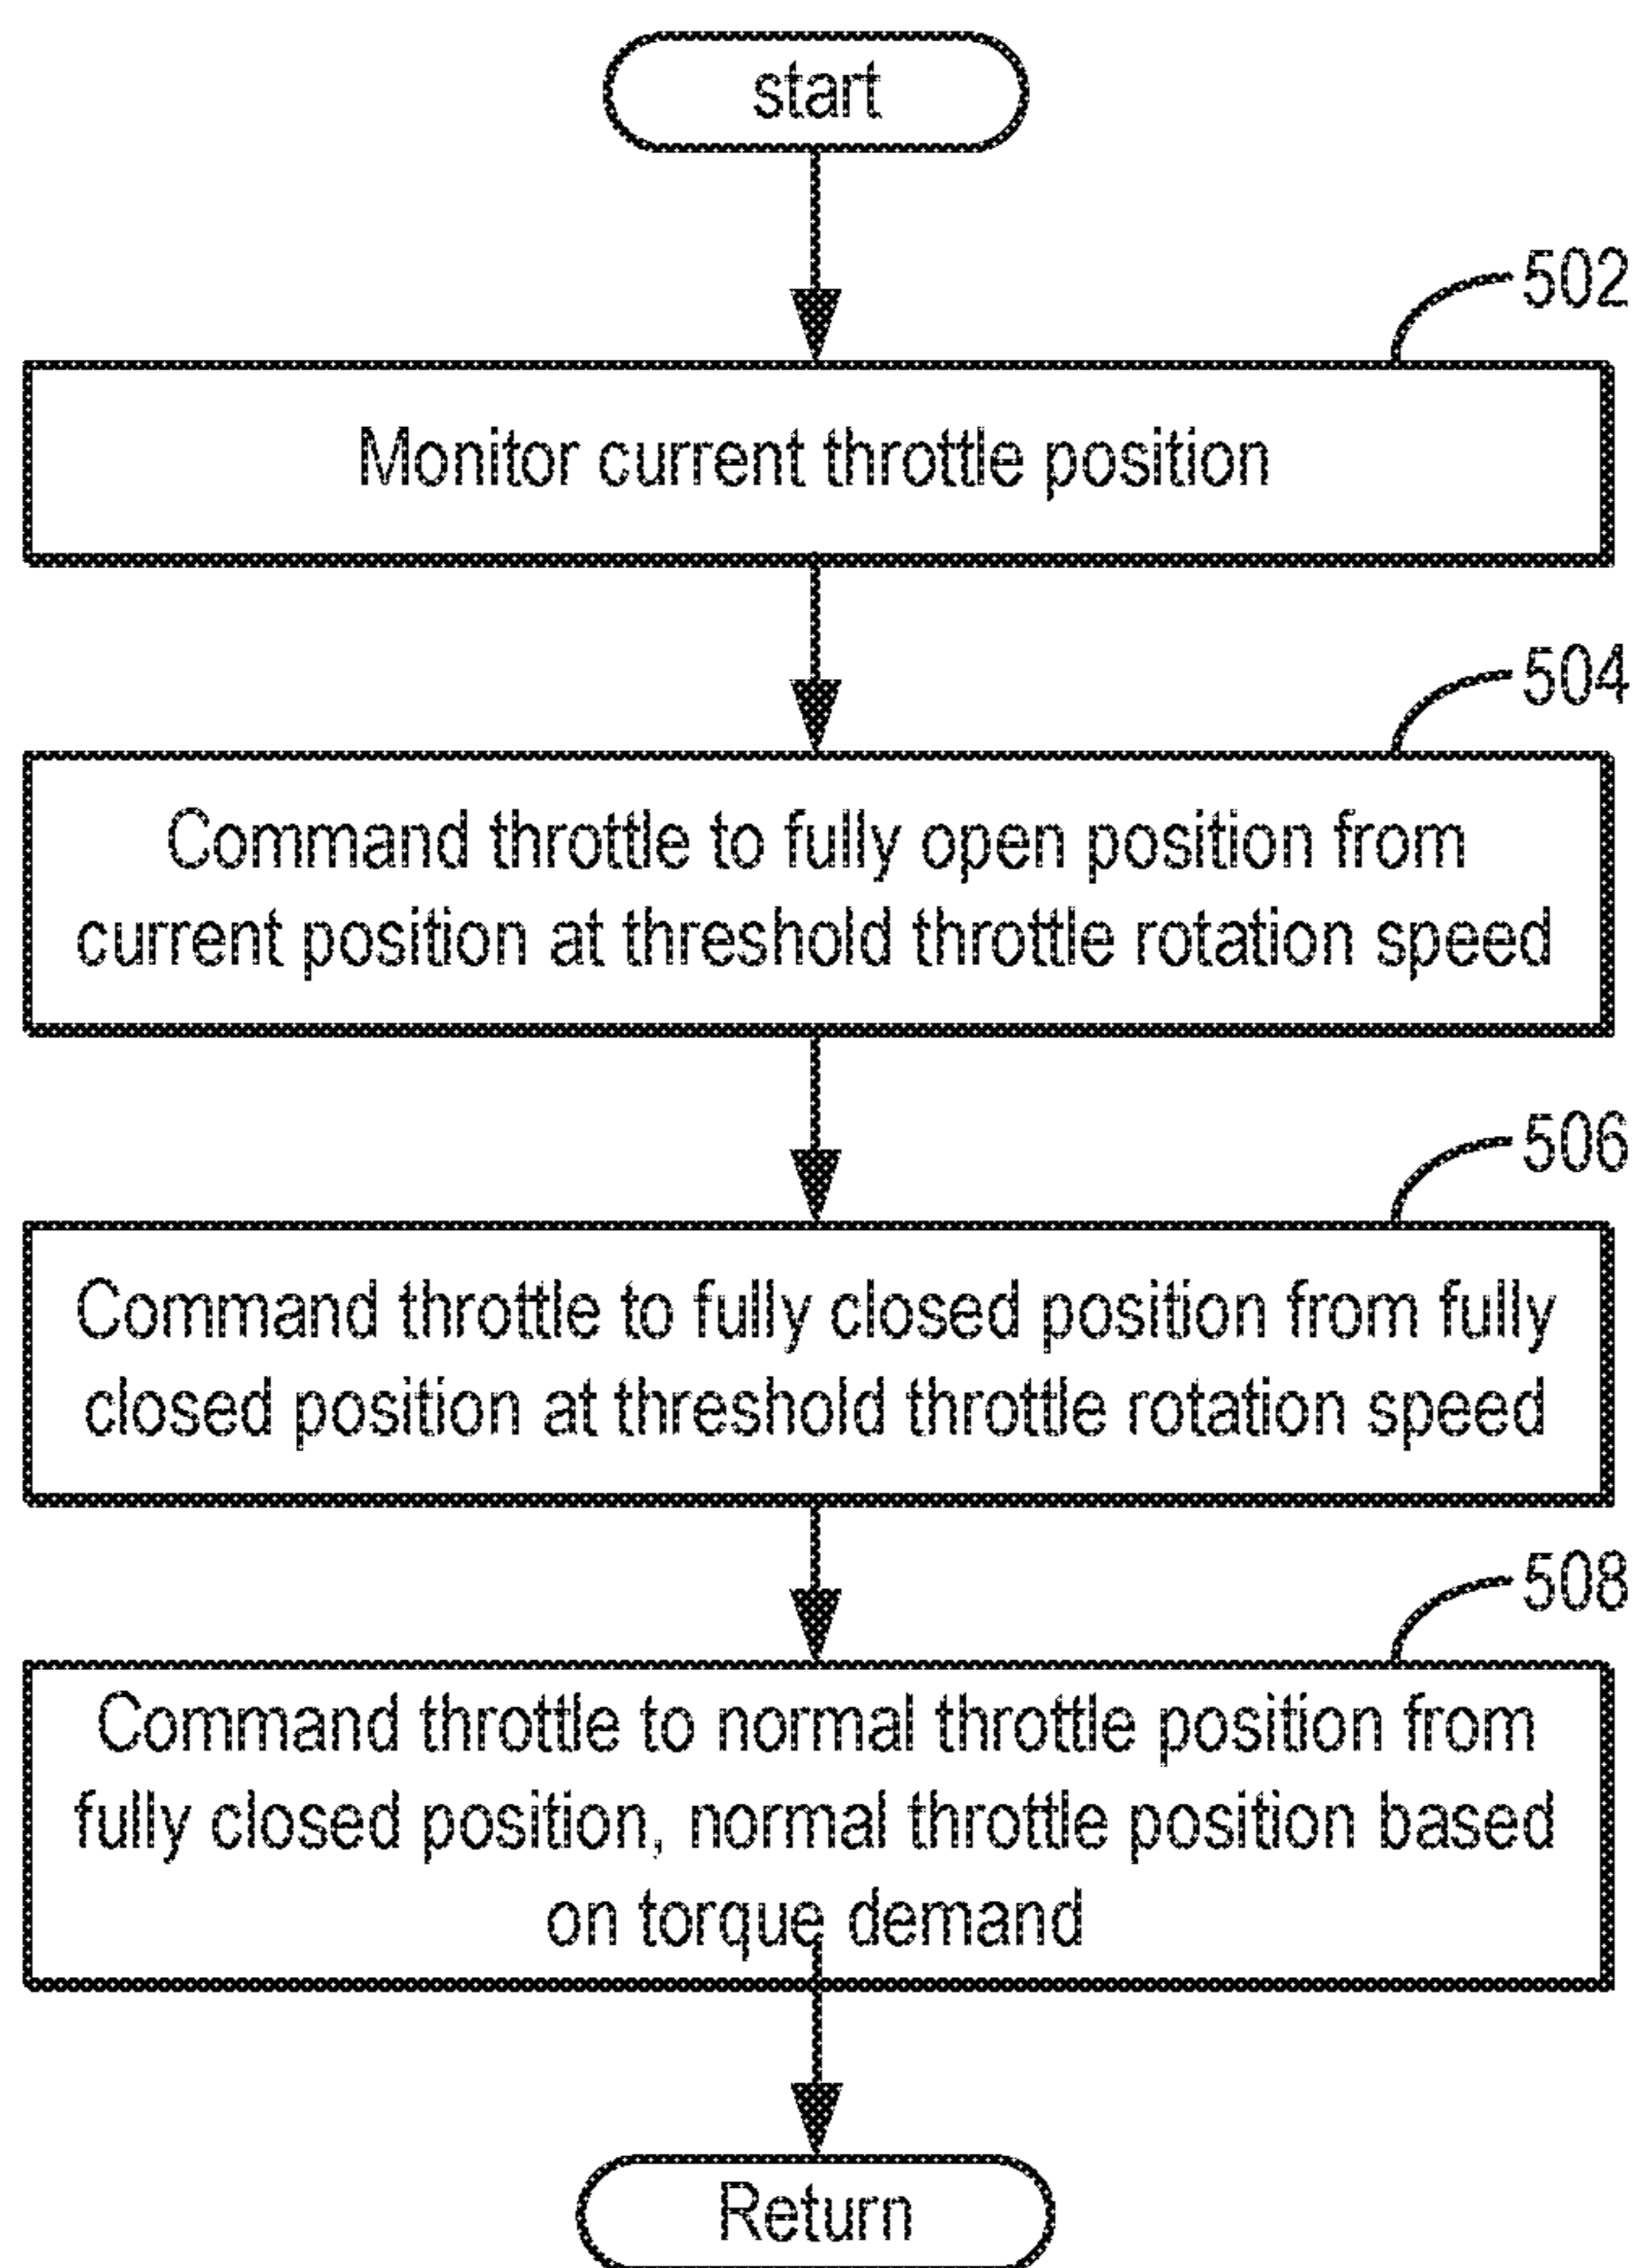 start
502
Monitor current throttle position
504
Command throttle to fully open position from
current position at threshold throttle rotation speed
506
Command throttle to fully closed position from fully
closed position at threshold throttle rotation speed
508
Command throttle to normal throttle position from
fully closed position, normal throttle position based
on torque demand
Return